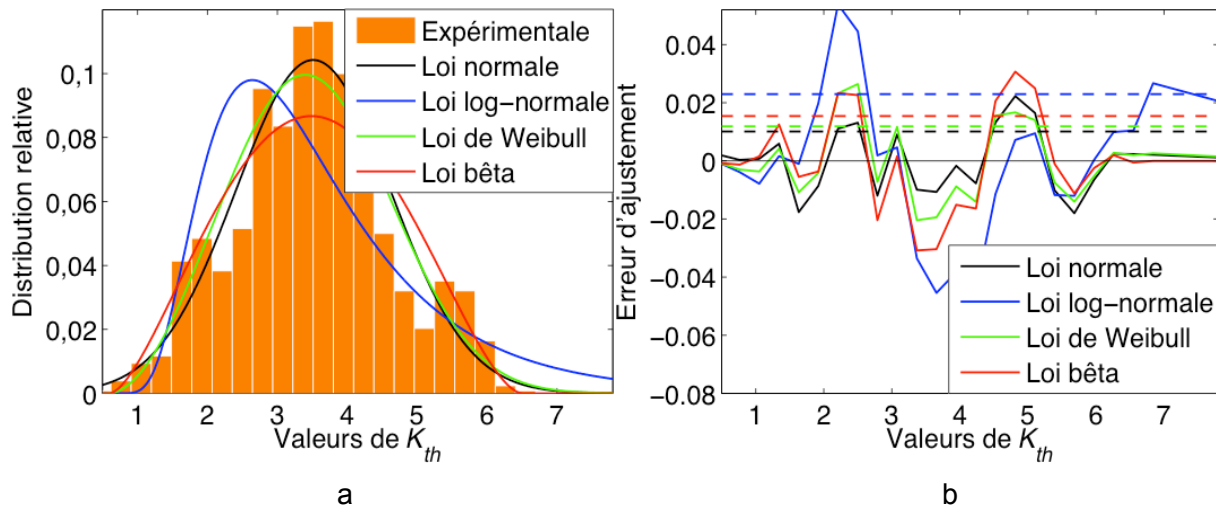 Expérimentale
Loi normale
Loi log−normale
Loi de Weibull
Loi bêta
Distribution relative
0,1
0,08
0,06
0,04
0,02
0
1 2 3 4 5 6 7
Valeurs de K_th
a
Erreur d'ajustement
0.04
0.02
0
−0.02
−0.04
−0.06
−0.08
Loi normale
Loi log−normale
Loi de Weibull
Loi bêta
1 2 3 4 5 6 7
Valeurs de K_th
b